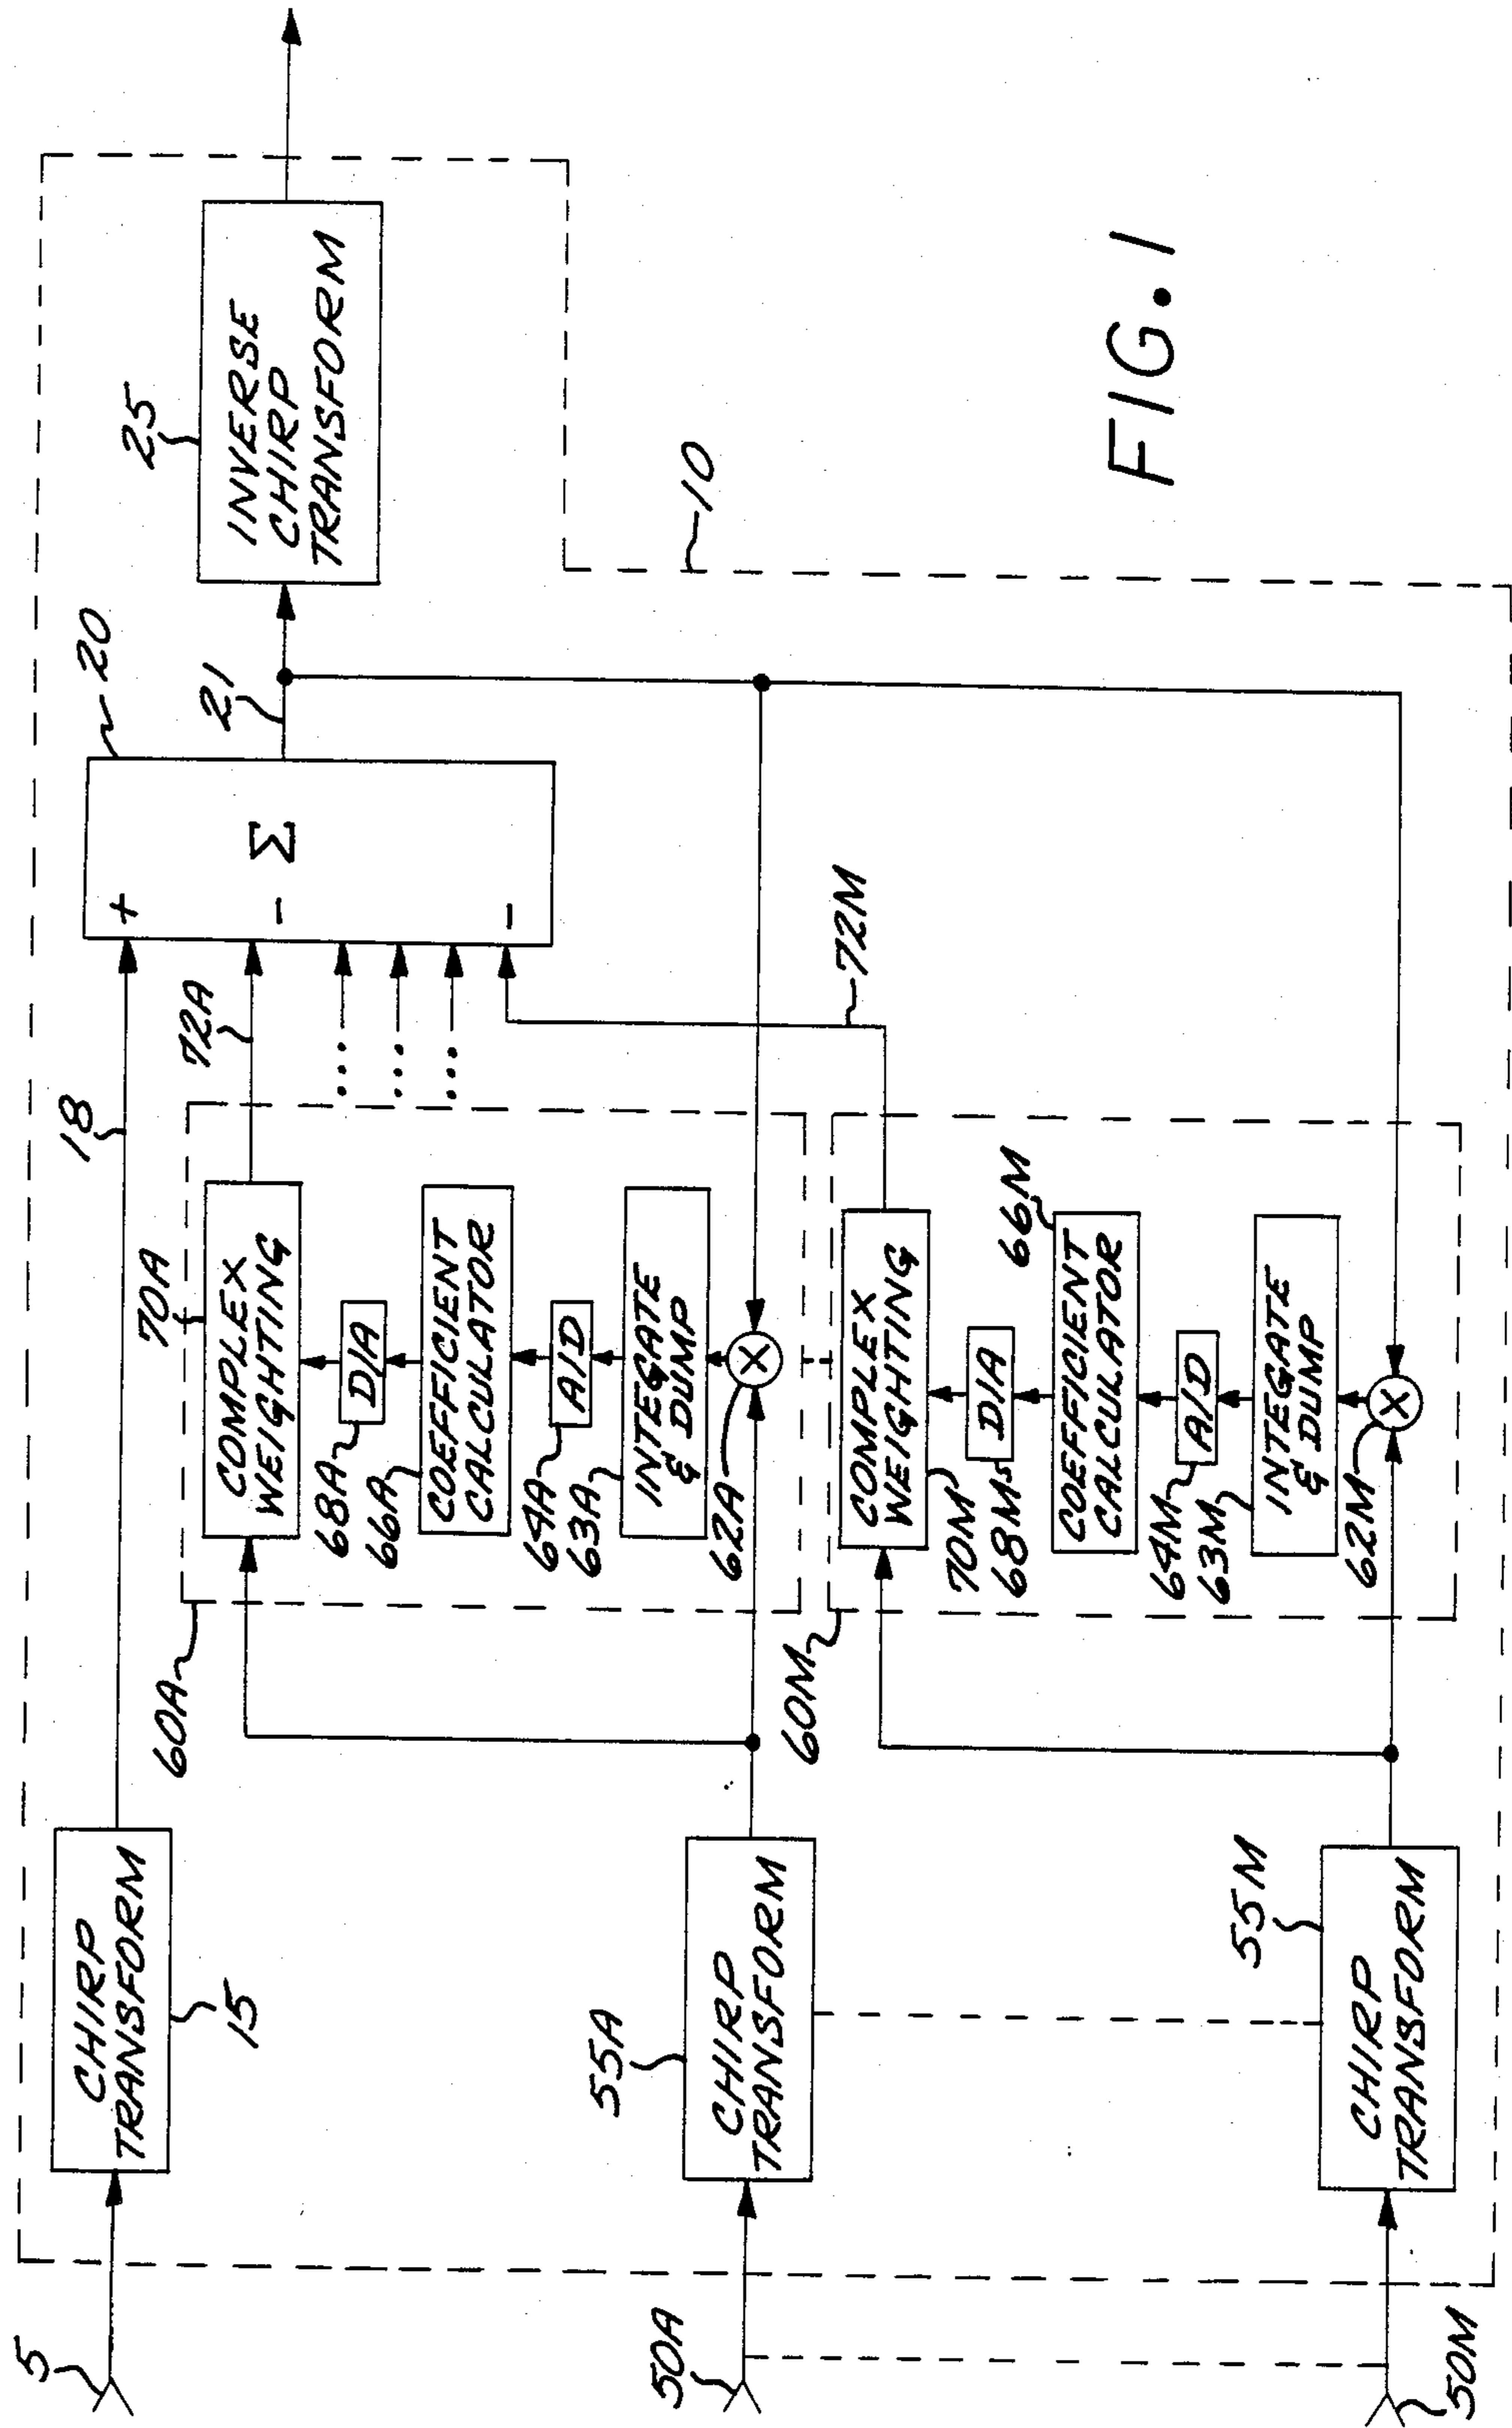 5
CHIRP
TRANSFORM
15
18
20
+
- Σ
-
21
25
INVERSE
CHIRP
TRANSFORM
10
72A
...
...
...
72M
60A
70A
COMPLEX
WEIGHTING
68A
D/A
66A
COEFFICIENT
CALCULATOR
64A
A/D
63A
INTEGATE
& DUMP
62A
X
50A
55A
CHIRP
TRANSFORM
60M
COMPLEX
WEIGHTING
70M
D/A
68M
66M
COEFFICIENT
CALCULATOR
64M
A/D
63M
INTEGATE
& DUMP
62M
X
50M
55M
CHIRP
TRANSFORM
FIG. 1